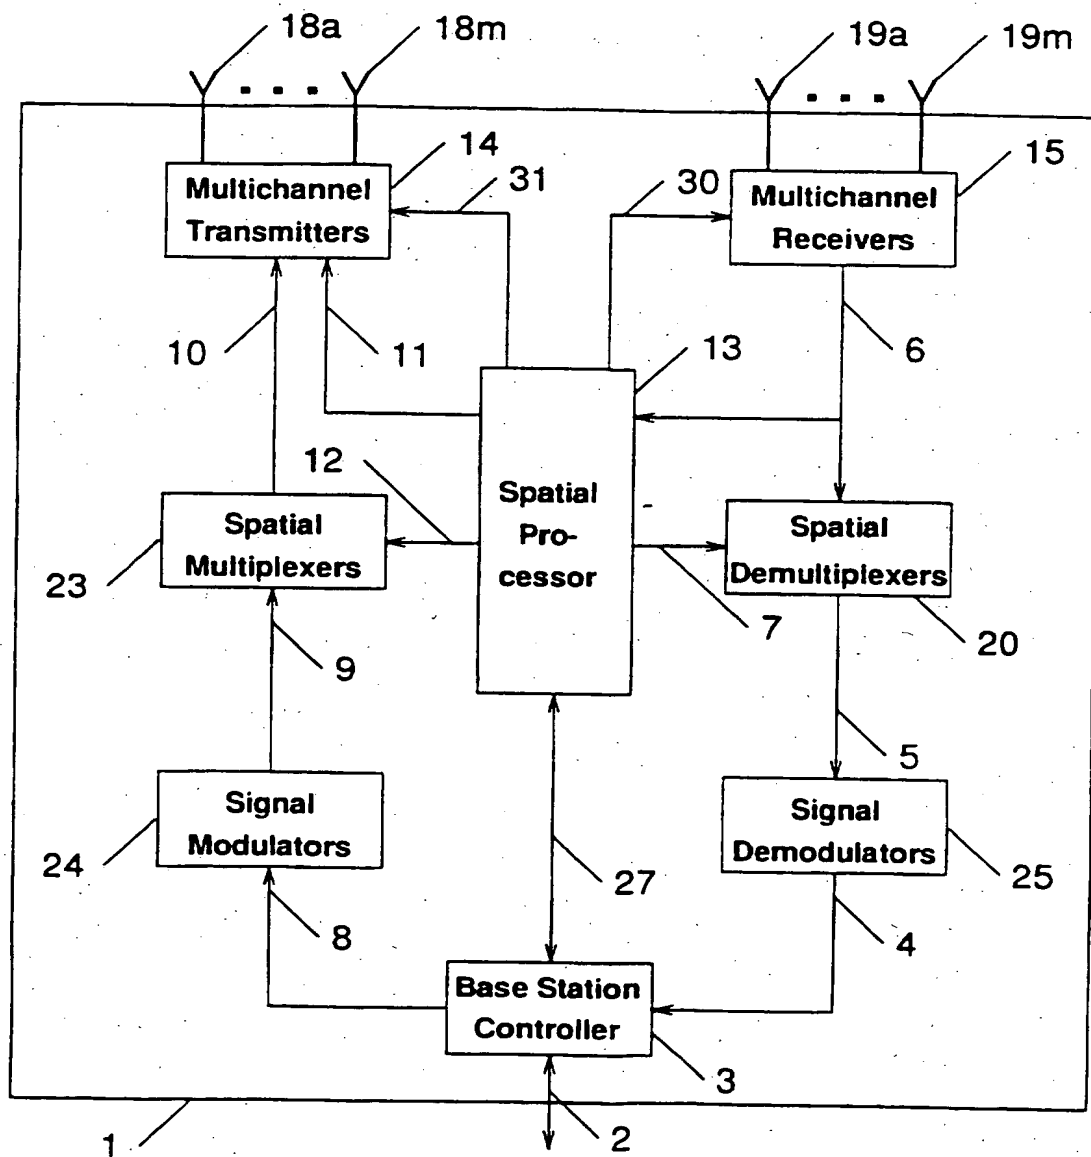 18a
18m
19a
19m
14
31
30
15
Multichannel
Transmitters
Multichannel
Receivers
10
11
13
6
12
Spatial
Pro-
cessor
Spatial
Multiplexers
Spatial
Demultiplexers
23
9
7
20
5
Signal
Modulators
Signal
Demodulators
24
8
27
25
4
Base Station
Controller
3
1
2